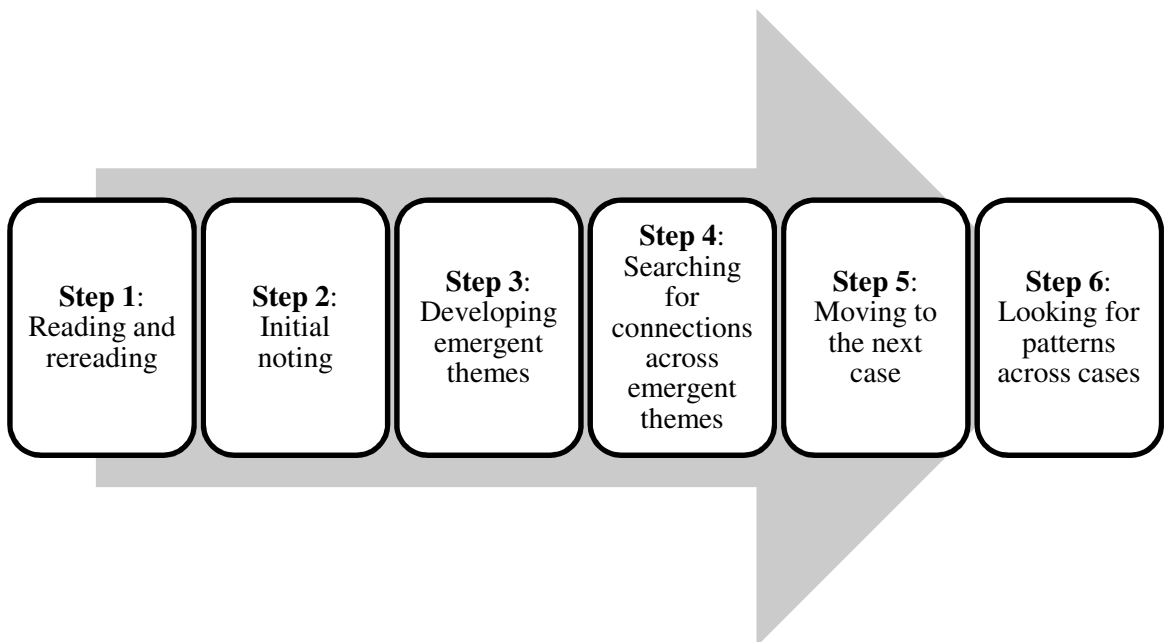 Step 1:
Reading and
rereading
Step 2:
Initial
noting
Step 3:
Developing
emergent
themes
Step 4:
Searching
for
connections
across
emergent
themes
Step 5:
Moving to
the next
case
Step 6:
Looking for
patterns
across cases